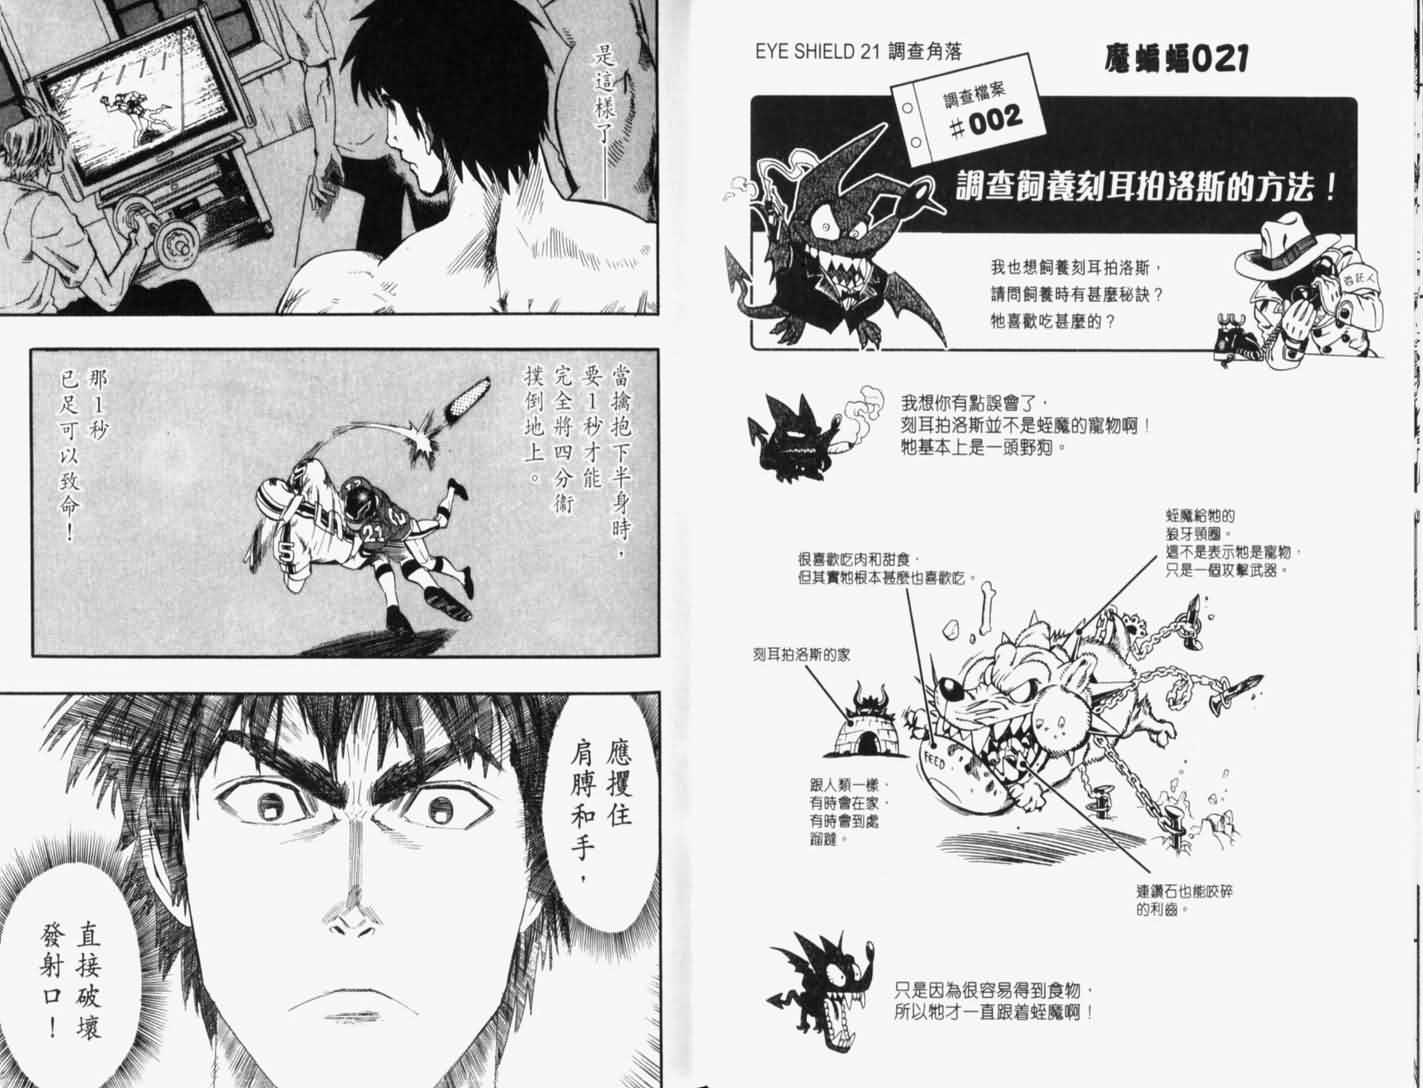 EYE SHIELD 21 調查角落
魔蝙蝠021
調查檔案
#002
調查飼養刻耳拍洛斯的方法！
我也想飼養刻耳拍洛斯，
請問飼養時有甚麼秘訣？
牠喜歡吃甚麼的？
委託人
我想你有點誤會了，
刻耳拍洛斯並不是蛭魔的寵物啊！
牠基本上是一頭野狗。
蛭魔給牠的
狼牙頸圈。
這不是表示牠是寵物，
只是一個攻擊武器。
很喜歡吃肉和甜食，
但其實牠根本甚麼也喜歡吃。
刻耳拍洛斯的家
FEED
跟人類一樣，
有時會在家，
有時會到處
蹓躂。
連鑽石也能咬碎
的利齒。
只是因為很容易得到食物，
所以牠才一直跟着蛭魔啊！
是這樣了——
當擒抱下半身時，
要1秒才能
完全將四分衛
撲倒地上。
21
5
那1秒
已足可以致命！
應攫住
肩膊和手，
直接破壞
發射口！